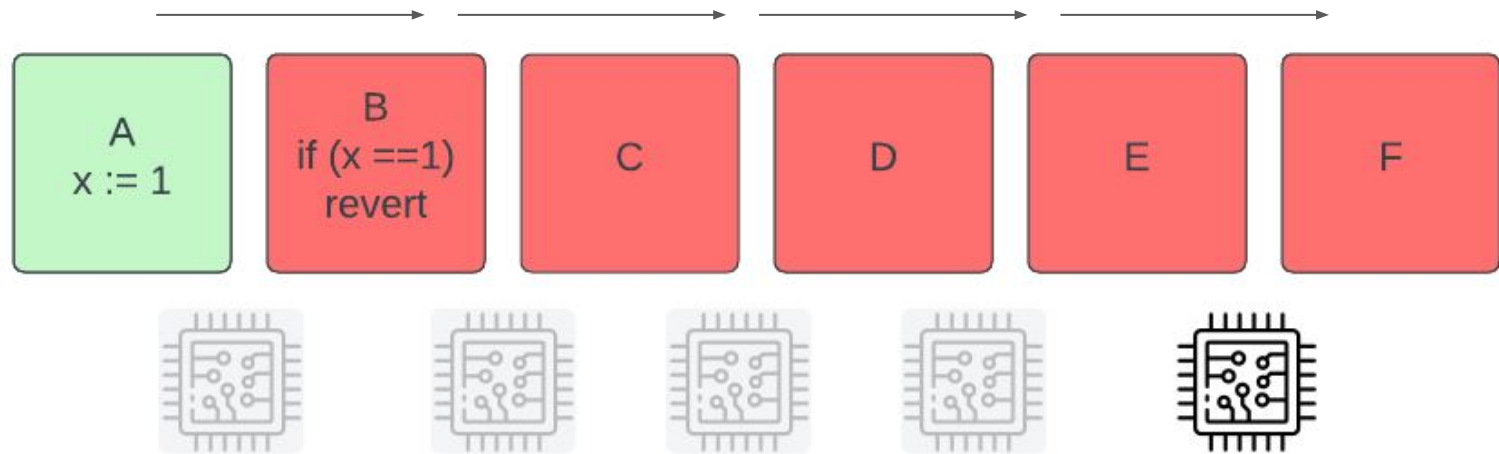 A
x := 1
B
if (x ==1)
revert
C
D
E
F